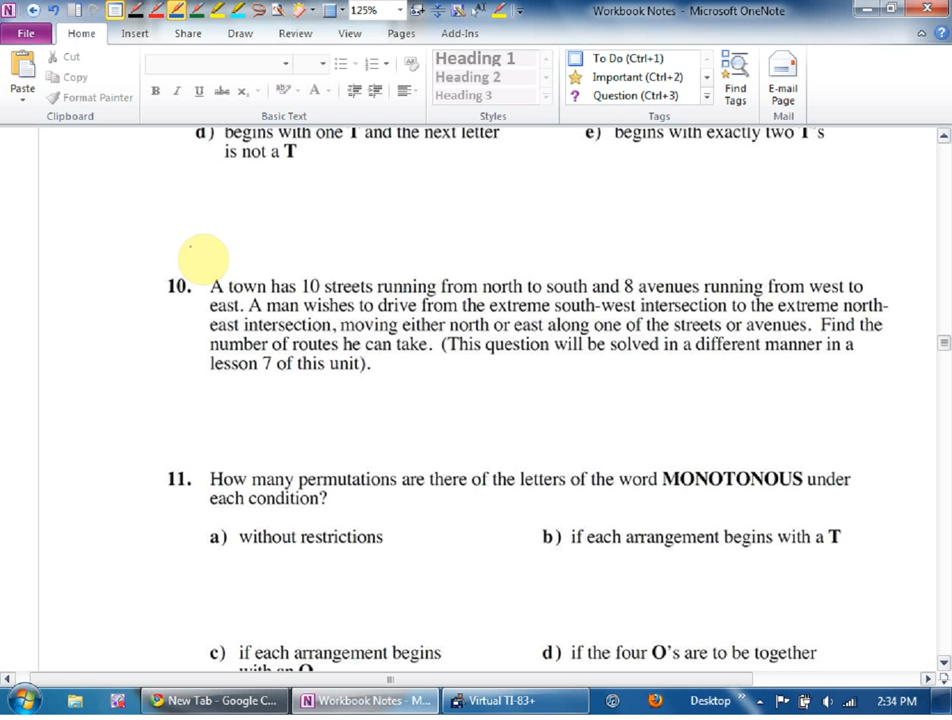 125%
Workbook Notes - Microsoft OneNote
File Home Insert Share Draw Review View Pages Add-Ins
Paste
Cut
Copy
Format Painter
Clipboard
B I U abc x₂ A
Basic Text
Heading 1
Heading 2
Heading 3
Styles
To Do (Ctrl+1)
Important (Ctrl+2)
Question (Ctrl+3)
Find
Tags
Tags
E-mail
Page
Mail
d) begins with one T and the next letter
is not a T
e) begins with exactly two T's
10. A town has 10 streets running from north to south and 8 avenues running from west to
east. A man wishes to drive from the extreme south-west intersection to the extreme north-
east intersection, moving either north or east along one of the streets or avenues. Find the
number of routes he can take. (This question will be solved in a different manner in a
lesson 7 of this unit).
11. How many permutations are there of the letters of the word MONOTONOUS under
each condition?
a) without restrictions
b) if each arrangement begins with a T
c) if each arrangement begins
with an O
d) if the four O's are to be together
New Tab - Google C...
Workbook Notes - M...
Virtual TI-83+
Desktop
2:34 PM